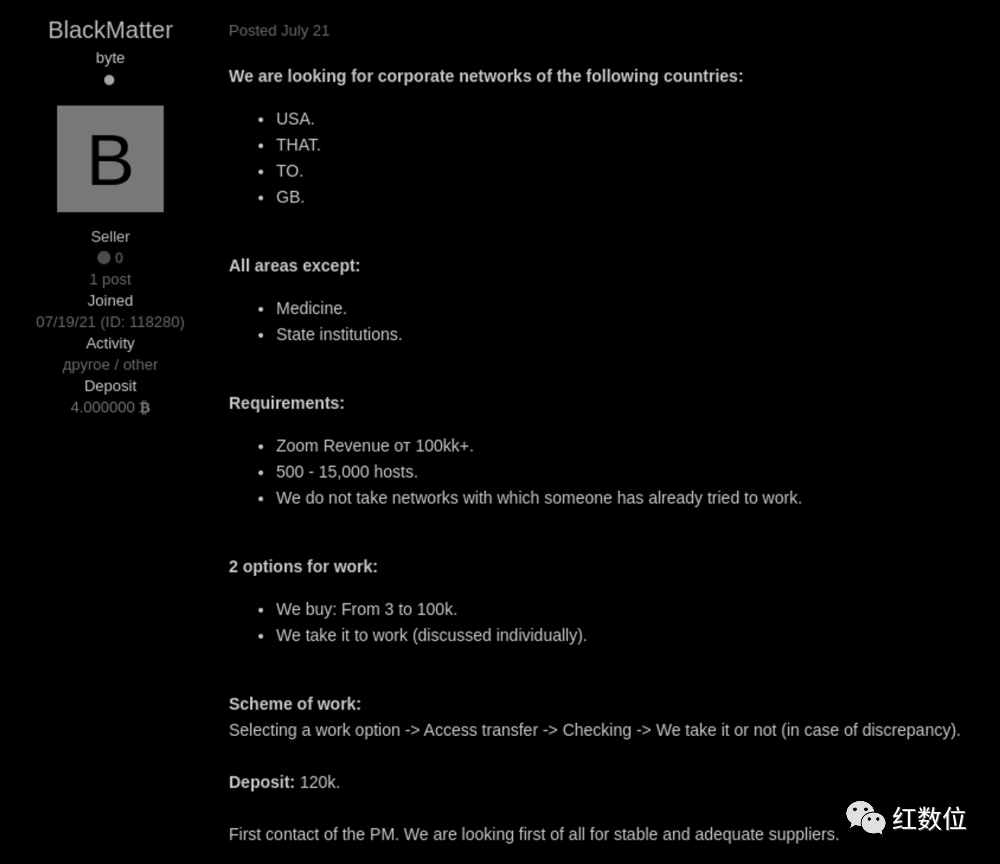 BlackMatter
byte
B
Seller
0
1 post
Joined
07/19/21 (ID: 118280)
Activity
другое / other
Deposit
4.000000 ₿
Posted July 21
We are looking for corporate networks of the following countries:
• USA.
• THAT.
• TO.
• GB.
All areas except:
• Medicine.
• State institutions.
Requirements:
• Zoom Revenue от 100kk+.
• 500 - 15,000 hosts.
• We do not take networks with which someone has already tried to work.
2 options for work:
• We buy: From 3 to 100k.
• We take it to work (discussed individually).
Scheme of work:
Selecting a work option -> Access transfer -> Checking -> We take it or not (in case of discrepancy).
Deposit: 120k.
First contact of the PM. We are looking first of all for stable and adequate suppliers.
红数位